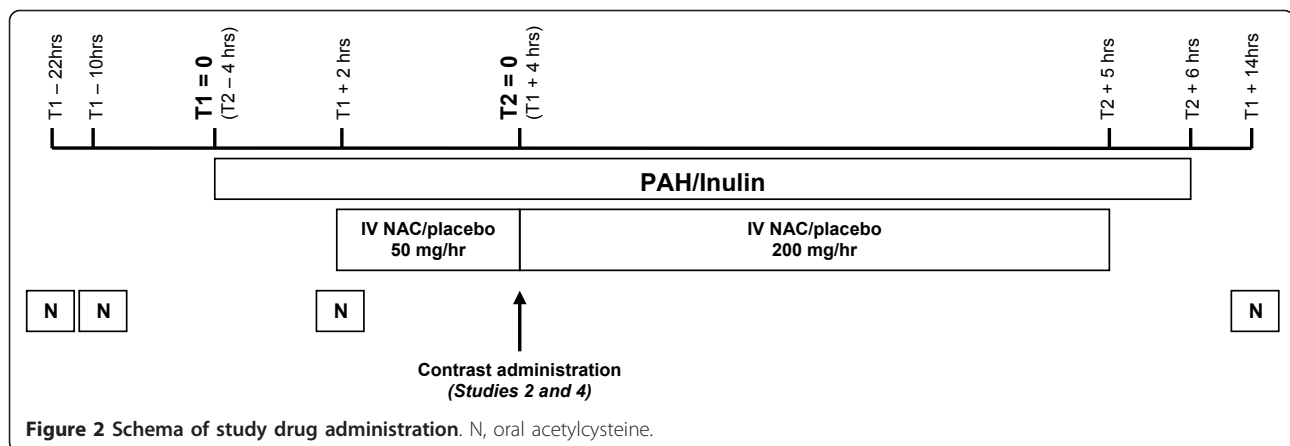 T1 – 22hrs
T1 – 10hrs
T1 = 0
(T2 – 4 hrs)
T1 + 2 hrs
T2 = 0
(T1 + 4 hrs)
T2 + 5 hrs
T2 + 6 hrs
T1 + 14hrs
PAH/Inulin
IV NAC/placebo
50 mg/hr
IV NAC/placebo
200 mg/hr
N
N
N
N
Contrast administration
(Studies 2 and 4)
Figure 2 Schema of study drug administration. N, oral acetylcysteine.